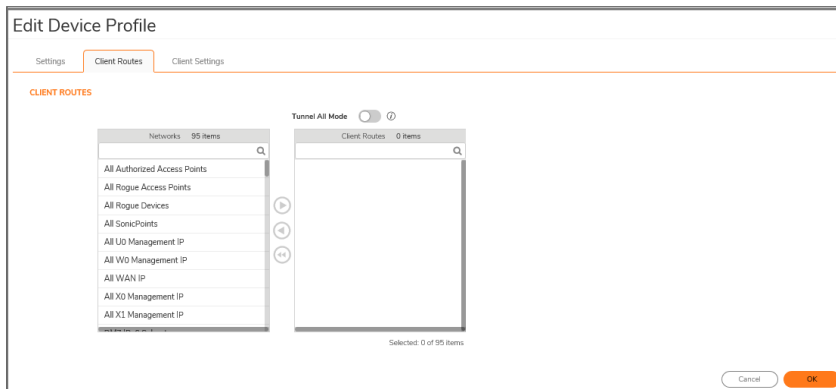 Edit Device Profile
Settings Client Routes Client Settings
CLIENT ROUTES
Tunnel All Mode
Networks 95 items
Client Routes 0 items
All Authorized Access Points
All Rogue Access Points
All Rogue Devices
All SonicPoints
All U0 Management IP
All W0 Management IP
All WAN IP
All X0 Management IP
All X1 Management IP
Selected: 0 of 95 items
Cancel OK